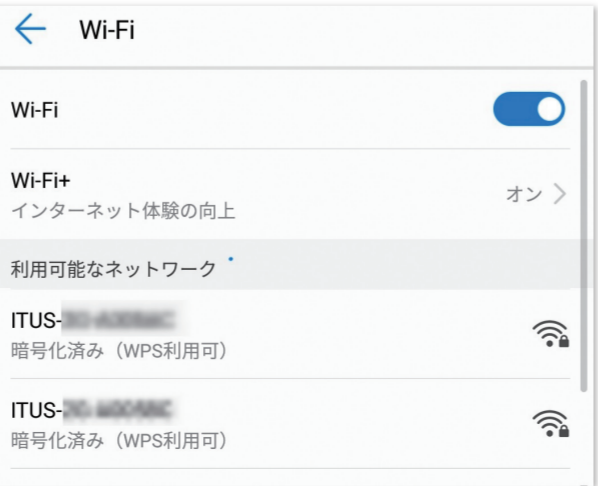 Wi-Fi
Wi-Fi
Wi-Fi+
オン
インターネット体験の向上
利用可能なネットワーク
ITUS-
暗号化済み（WPS利用可）
ITUS-
暗号化済み（WPS利用可）